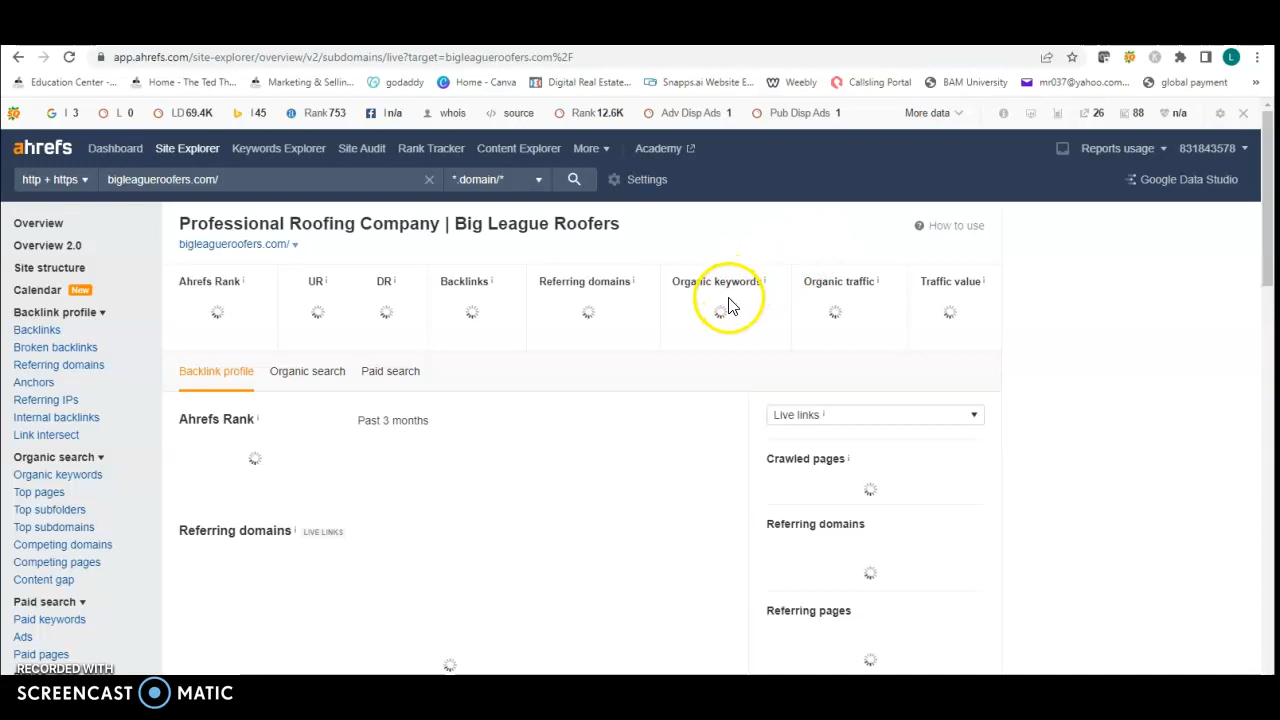 app.ahrefs.com/site-explorer/overview/v2/subdomains/live?target=bigleagueroofers.com%2F
L
Education Center -... Home - The Ted Th... Marketing & Sellin... godaddy Home - Canva Digital Real Estate... Snapps.ai Website E... Weebly Callsling Portal BAM University mr037@yahoo.com... global payment
I 3 L 0 LD 69.4K I 45 Rank 753 I n/a whois source Rank 12.6K Adv Disp Ads 1 Pub Disp Ads 1 More data 26 88 n/a
ahrefs Dashboard Site Explorer Keywords Explorer Site Audit Rank Tracker Content Explorer More Academy Reports usage 831843578
http + https bigleagueroofers.com/ *.domain/* Settings Google Data Studio
Overview
Overview 2.0
Site structure
Calendar New
Backlink profile
Backlinks
Broken backlinks
Referring domains
Anchors
Referring IPs
Internal backlinks
Link intersect
Organic search
Organic keywords
Top pages
Top subfolders
Top subdomains
Competing domains
Competing pages
Content gap
Paid search
Paid keywords
Ads
Paid pages
Professional Roofing Company | Big League Roofers
How to use
bigleagueroofers.com/
Ahrefs Rank UR DR Backlinks Referring domains Organic keywords Organic traffic Traffic value
Backlink profile Organic search Paid search
Ahrefs Rank Past 3 months
Live links
Crawled pages
Referring domains
Referring domains LIVE LINKS
Referring pages
RECORDED WITH
SCREENCAST MATIC